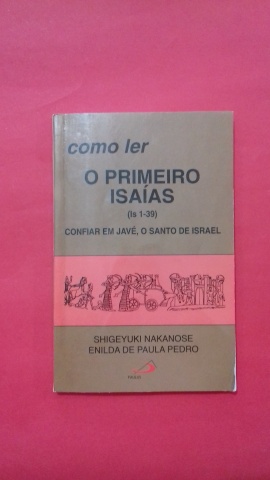 como ler
O PRIMEIRO
ISAÍAS
(Is 1-39)
CONFIAR EM JAVÉ, O SANTO DE ISRAEL
SHIGEYUKI NAKANOSE
ENILDA DE PAULA PEDRO
PAULUS